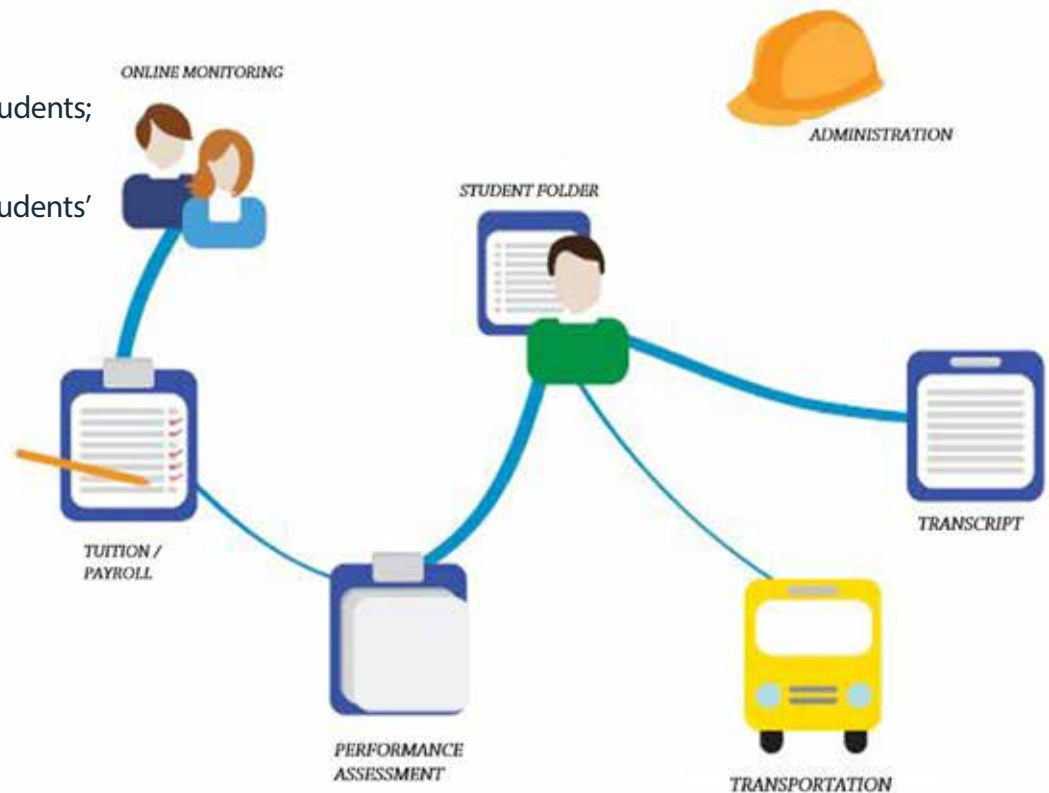 ONLINE MONITORING
udents;
udents'
ADMINISTRATION
STUDENT FOLDER
TRANSCRIPT
TUITION /
PAYROLL
PERFORMANCE
ASSESSMENT
TRANSPORTATION